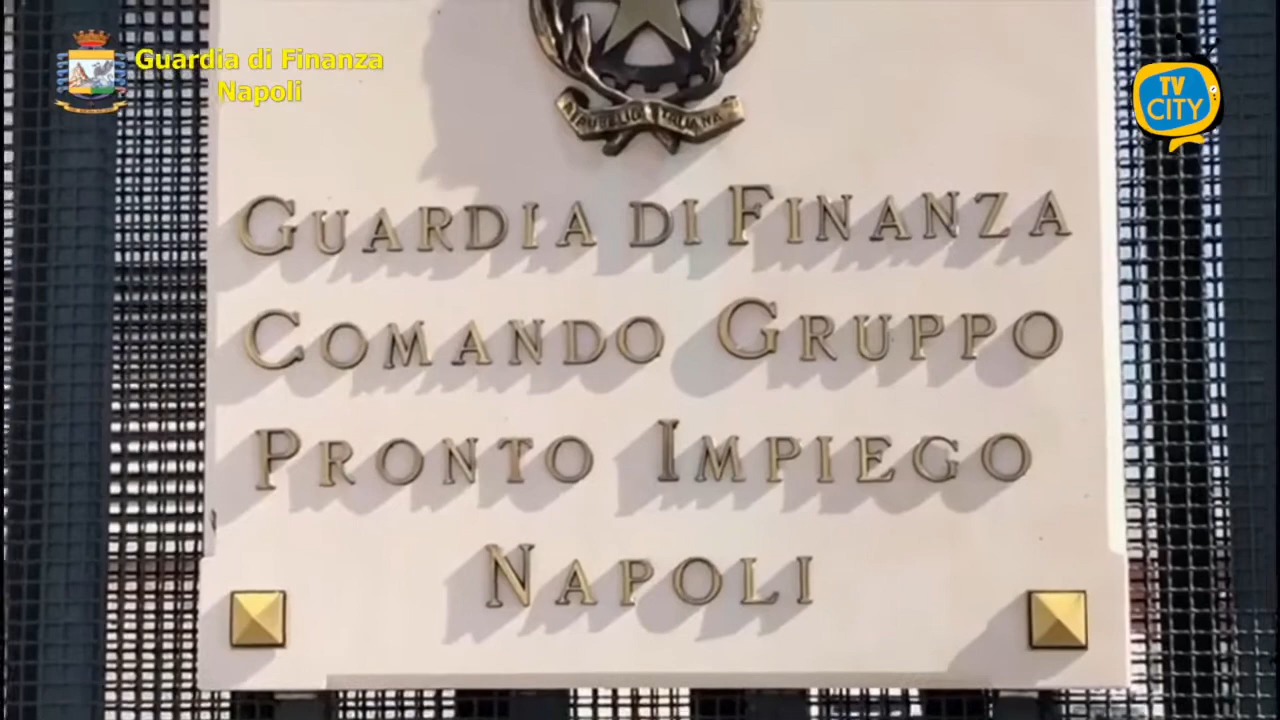 Guardia di Finanza
Napoli
TV
CITY
REPUBBLICA ITALIANA
GUARDIA DI FINANZA
COMANDO GRUPPO
PRONTO IMPIEGO
NAPOLI